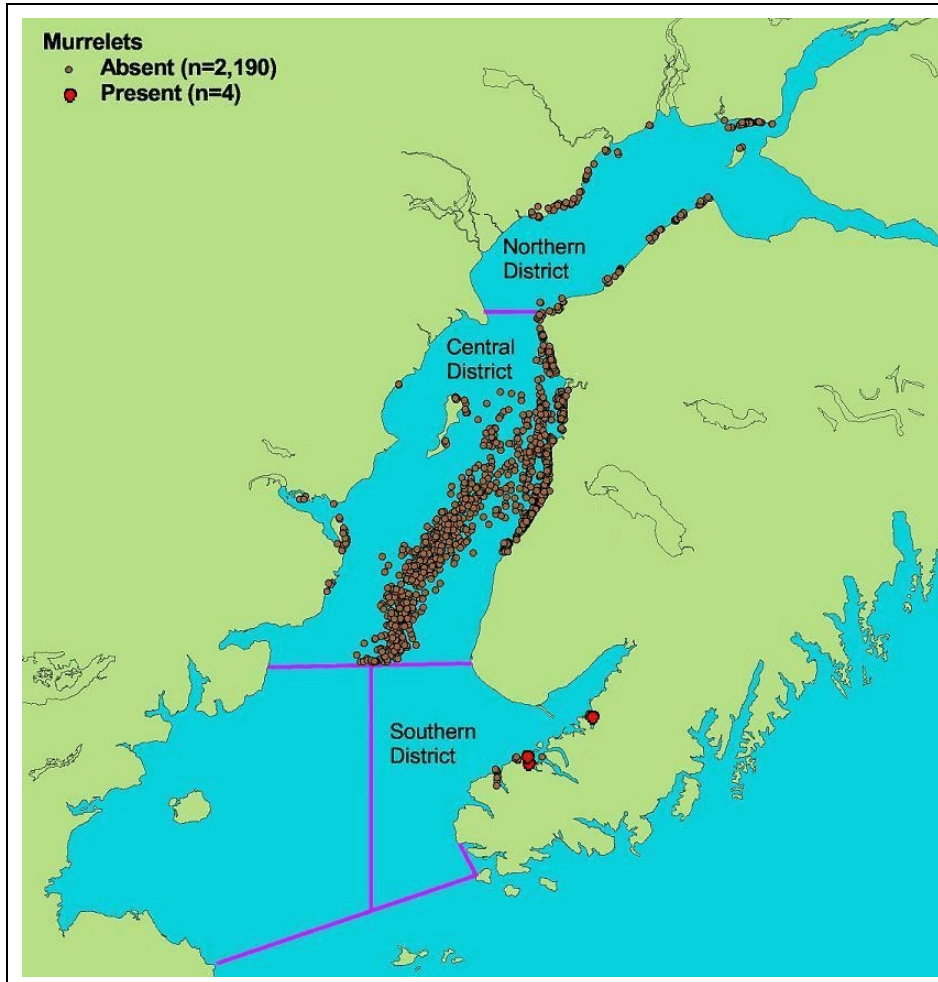 Murrelets
Absent (n=2,190)
Present (n=4)
Northern
District
Central
District
Southern
District